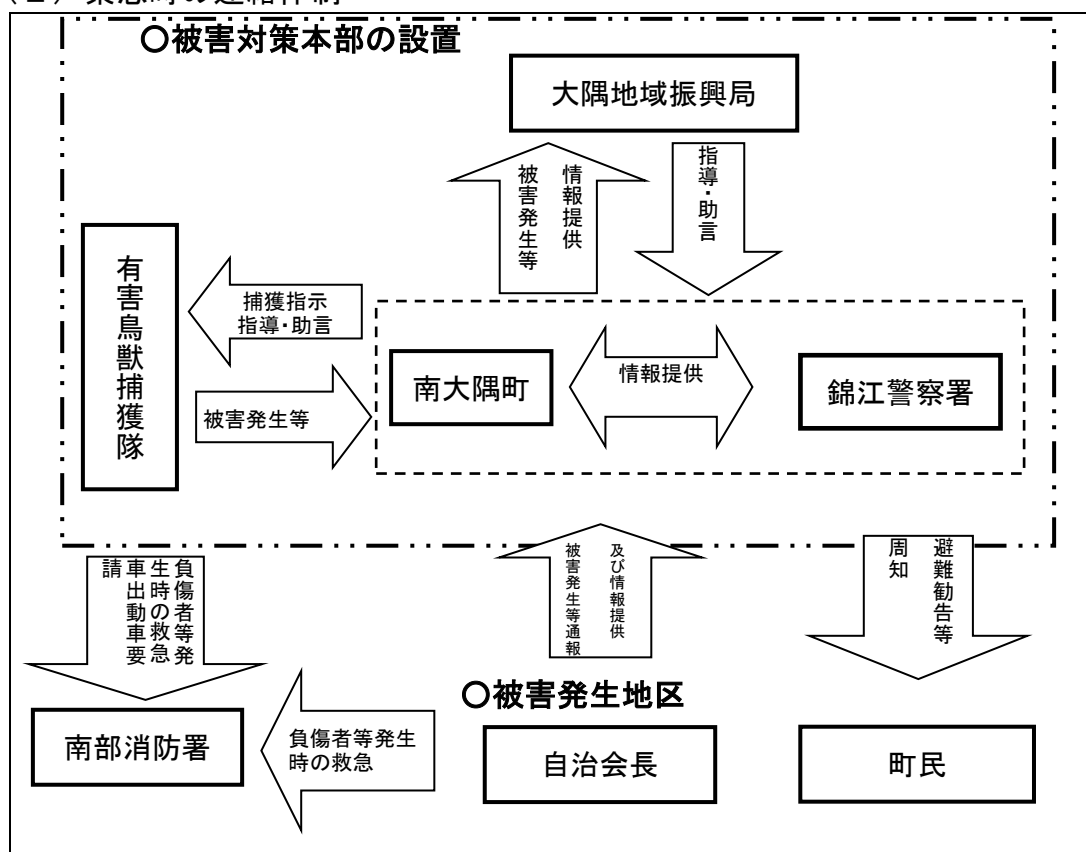 （２）緊急時の連絡体制
〇被害対策本部の設置
大隅地域振興局
被害発生等
情報提供
指導・助言
有害鳥獣捕獲隊
捕獲指示
指導・助言
被害発生等
南大隅町
情報提供
錦江警察署
負傷者等発
生時の救急
車出動車要
請
被害発生等通報
及び情報提供
避難勧告等
周知
〇被害発生地区
南部消防署
負傷者等発生
時の救急
自治会長
町民